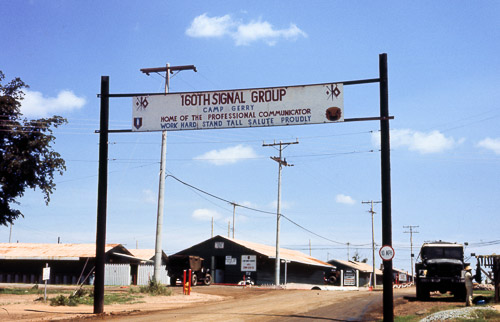 160TH SIGNAL GROUP
CAMP GERRY
HOME OF THE PROFESSIONAL COMMUNICATOR
WORK HARD STAND TALL SALUTE PROUDLY